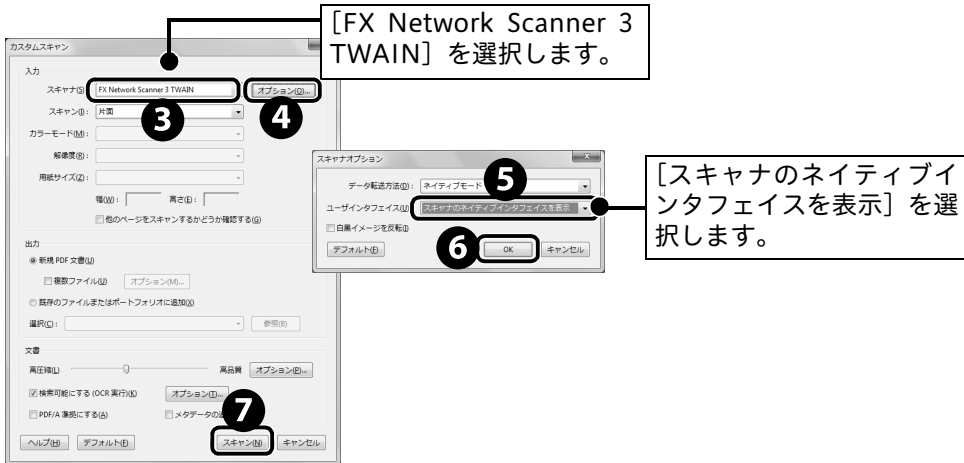 [FX Network Scanner 3
TWAIN]を選択します。
カスタムスキャン
入力
スキャナ(S) FX Network Scanner 3 TWAIN オプション(O)...
3
4
スキャン(I): 片面
カラーモード(M):
解像度(R):
用紙サイズ(Z):
幅(W): 高さ(E):
他のページをスキャンするかどうか確認する(G)
スキャナオプション
データ転送方法(D): ネイティブモード
5
ユーザインタフェイス(U) スキャナのネイティブインタフェイスを表示
白黒イメージを反転(I)
デフォルト(F) 6 OK キャンセル
[スキャナのネイティブイ
ンタフェイスを表示]を選
択します。
出力
新規 PDF 文書(U)
複数ファイル(U) オプション(M)...
既存のファイルまたはポートフォリオに追加(X)
選択(C): 参照(B)
文書
高圧縮(L) 高品質 オプション(P)...
検索可能にする (OCR 実行)(K) オプション(T)...
PDF/A 準拠にする(A) メタデータの
7
ヘルプ(H) デフォルト(F) スキャン(N) キャンセル